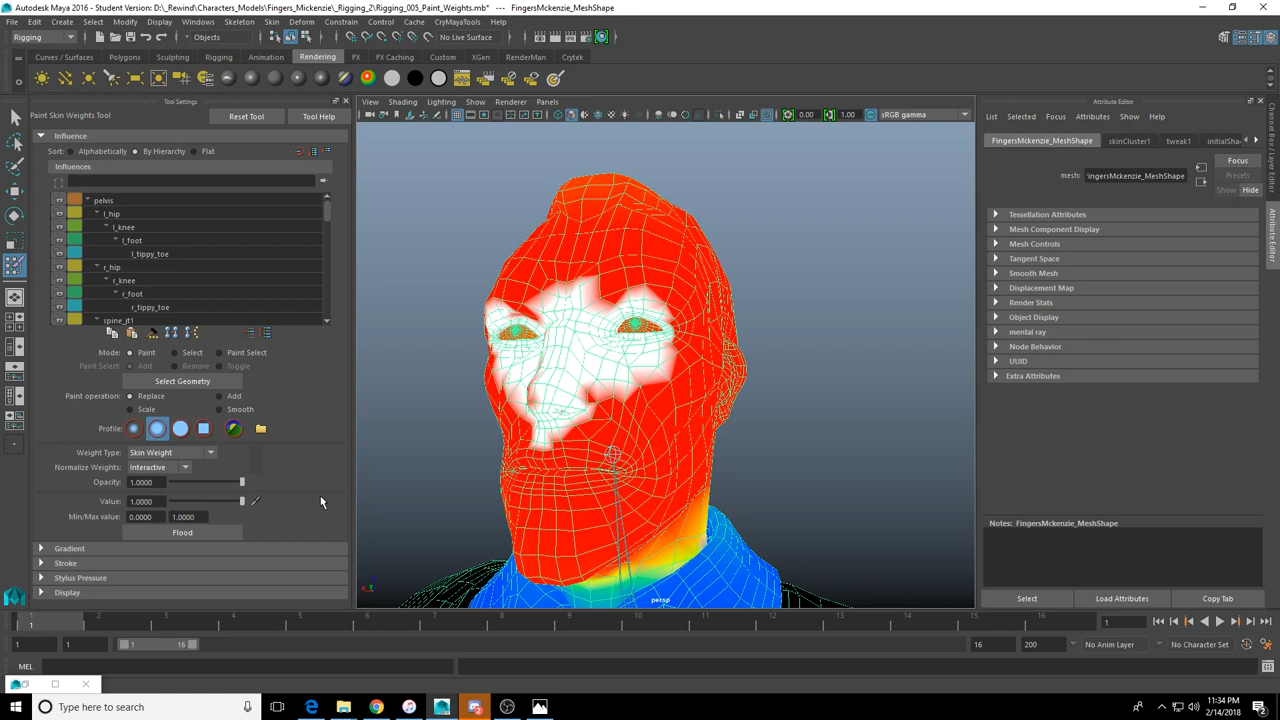 Autodesk Maya 2016 - Student Version: D:\_Rewind\Characters_Models\Fingers_Mickenzie\_Rigging_2\Rigging_005_Paint_Weights.mb* --- FingersMckenzie_MeshShape
File Edit Create Select Modify Display Windows Skeleton Skin Deform Constrain Control Cache CryMayaTools Help
Rigging Objects No Live Surface
Curves / Surfaces Polygons Sculpting Rigging Animation Rendering FX FX Caching Custom XGen RenderMan Crytek
Tool Settings
Paint Skin Weights Tool Reset Tool Tool Help
Influence
Sort: Alphabetically By Hierarchy Flat
Influences
pelvis
l_hip
l_knee
l_foot
l_tippy_toe
r_hip
r_knee
r_foot
r_tippy_toe
spine_jt1
Mode: Paint Select Paint Select
Paint Select: Add Remove Toggle
Select Geometry
Paint operation: Replace Add
Scale Smooth
Profile:
Weight Type: Skin Weight
Normalize Weights: Interactive
Opacity: 1.0000
Value: 1.0000
Min/Max value: 0.0000 1.0000
Flood
Gradient
Stroke
Stylus Pressure
Display
View Shading Lighting Show Renderer Panels
0.00 1.00 sRGB gamma
persp
Attribute Editor
List Selected Focus Attributes Show Help
FingersMckenzie_MeshShape skinCluster1 tweak1 initialSha
Focus
mesh: FingersMckenzie_MeshShape Presets
Show Hide
Tessellation Attributes
Mesh Component Display
Mesh Controls
Tangent Space
Smooth Mesh
Displacement Map
Render Stats
Object Display
mental ray
Node Behavior
UUID
Extra Attributes
Notes: FingersMckenzie_MeshShape
Select Load Attributes Copy Tab
Channel Box / Layer Editor
Attribute Editor
1 2 3 4 5 6 7 8 9 10 11 12 13 14 15 16
1 1
1 1 1 16 16 200 No Anim Layer No Character Set
MEL
Type here to search
11:34 PM
2/14/2018
2